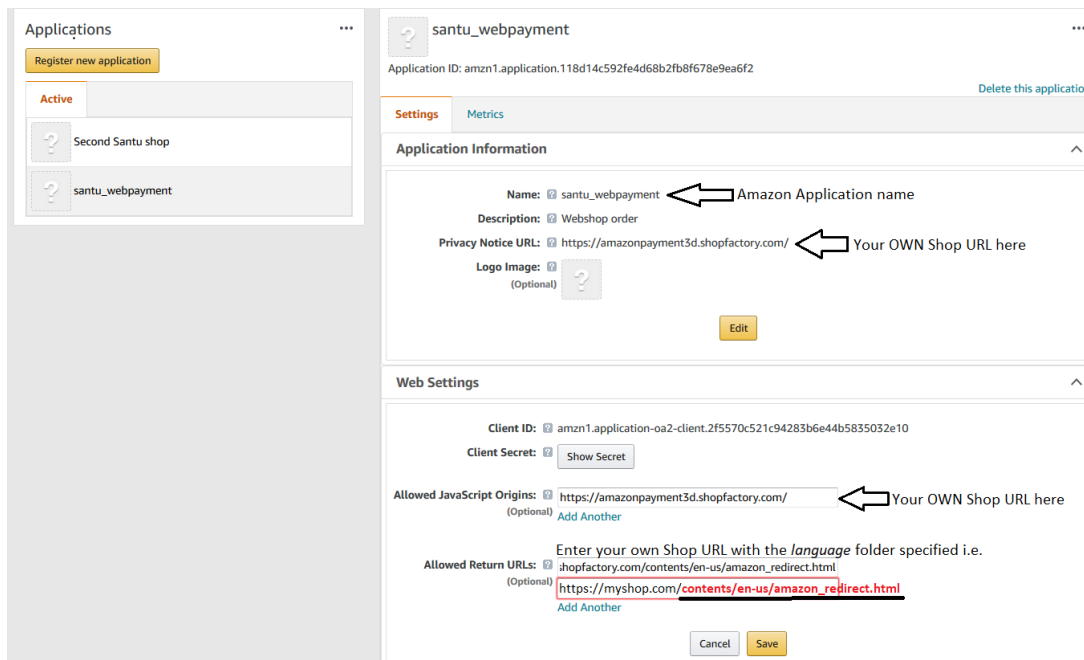 Applications
Register new application
Active
Second Santu shop
santu_webpayment
santu_webpayment
Application ID: amzn1.application.118d14c592fe4d68b2fb8f678e9ea6f2
Delete this applicatio
Settings Metrics
Application Information
Name: santu_webpayment Amazon Application name
Description: Webshop order
Privacy Notice URL: https://amazonpayment3d.shopfactory.com/ Your OWN Shop URL here
Logo Image:
(Optional)
Edit
Web Settings
Client ID: amzn1.application-oa2-client.2f5570c521c94283b6e44b5835032e10
Client Secret: Show Secret
Allowed JavaScript Origins: https://amazonpayment3d.shopfactory.com/ Your OWN Shop URL here
(Optional) Add Another
Enter your own Shop URL with the language folder specified i.e.
Allowed Return URLs: shopfactory.com/contents/en-us/amazon_redirect.html
(Optional) https://myshop.com/contents/en-us/amazon_redirect.html
Add Another
Cancel Save